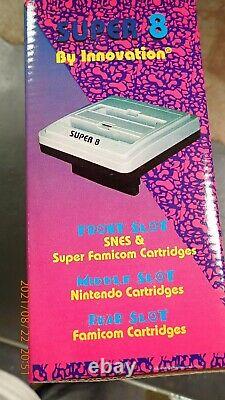 SUPER 8
By Innovation®
SUPER 8
FRONT SLOT
SNES &
Super Famicom Cartridges
MIDDLE SLOT
Nintendo Cartridges
REAR SLOT
Famicom Cartridges
2021/08/22 20:51
ebay